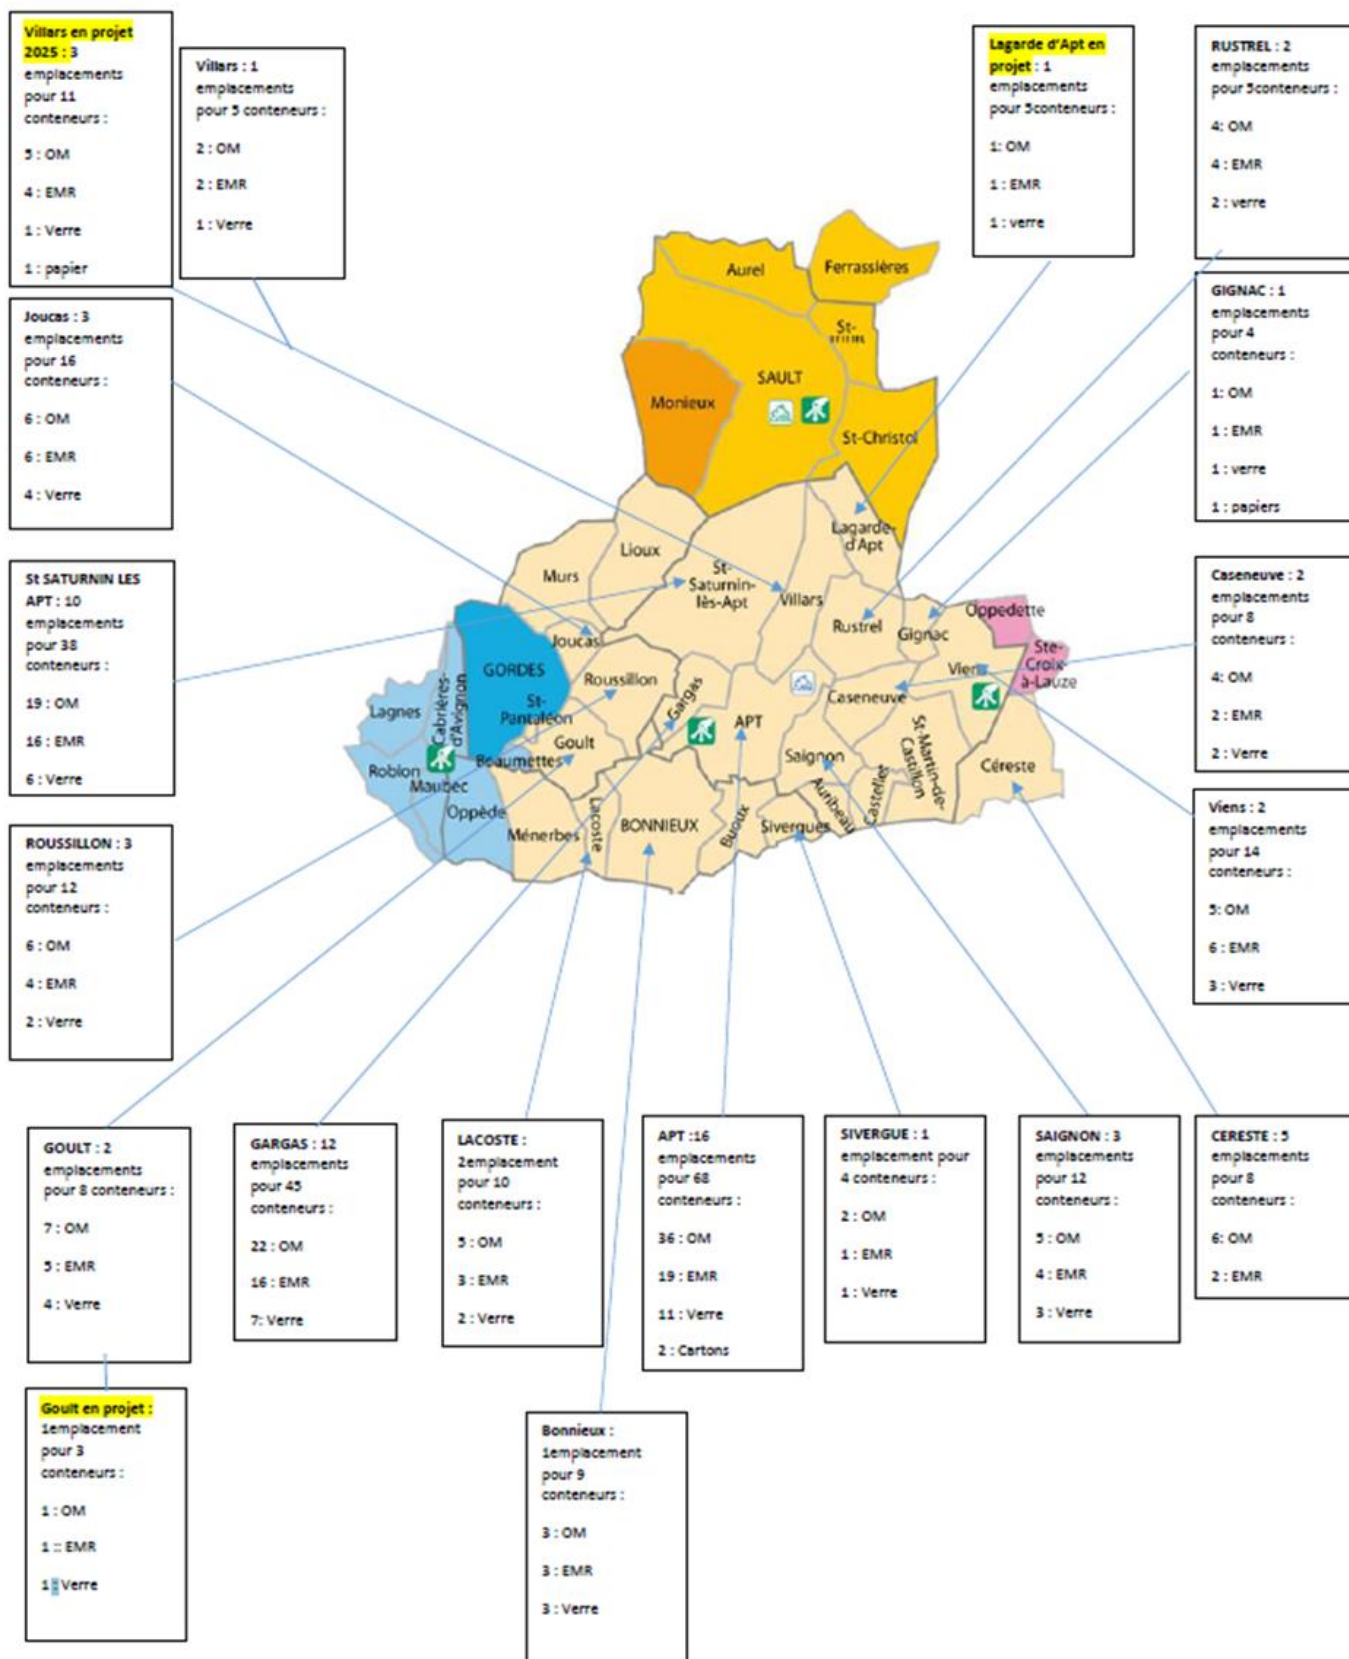 Villars en projet
2025 : 3
emplacements
pour 11
conteneurs :
5 : OM
4 : EMR
1 : Verre
1 : papier
Villars : 1
emplacements
pour 5 conteneurs :
2 : OM
2 : EMR
1 : Verre
Lagarde d'Apt en
projet : 1
emplacements
pour 5conteneurs :
1: OM
1 : EMR
1 : verre
RUSTREL : 2
emplacements
pour 5conteneurs :
4: OM
4 : EMR
2 : verre
Joucas : 3
emplacements
pour 16
conteneurs :
6 : OM
6 : EMR
4 : Verre
GIGNAC : 1
emplacements
pour 4
conteneurs :
1: OM
1 : EMR
1 : verre
1 : papiers
St SATURNIN LES
APT : 10
emplacements
pour 38
conteneurs :
19 : OM
16 : EMR
6 : Verre
Caseneuve : 2
emplacements
pour 8
conteneurs :
4: OM
2 : EMR
2 : Verre
ROUSSILLON : 3
emplacements
pour 12
conteneurs :
6 : OM
4 : EMR
2 : Verre
Viens : 2
emplacements
pour 14
conteneurs :
5: OM
6 : EMR
3 : Verre
Aurel
Ferrassières
St-
SAULT
Monieux
St-Christol
Lagarde-
d'Apt
Lioux
Murs
St-
Saturnin-
lès-Apt
Villars
Rustrel
Gignac
Oppedette
Ste-
Croix-
à-Lauze
Viens
Joucas
GORDES
Roussillon
St-
Pantaléon
Gargas
APT
Caseneuve
Lagnes
Cabrières-
d'Avignon
Goult
Beaumettes
Saignon
St-Martin-
de-
Castillon
Céreste
Robion
Maubec
Oppède
Ménerbes
Lacoste
BONNIEUX
Buoux
Sivergues
Auribeau
Castellet
GOULT : 2
emplacements
pour 8 conteneurs :
7 : OM
5 : EMR
4 : Verre
GARGAS : 12
emplacements
pour 45
conteneurs :
22 : OM
16 : EMR
7: Verre
LACOSTE :
2emplacement
pour 10
conteneurs :
5 : OM
3 : EMR
2 : Verre
APT :16
emplacements
pour 68
conteneurs :
36 : OM
19 : EMR
11 : Verre
2 : Cartons
SIVERGUE : 1
emplacement pour
4 conteneurs :
2 : OM
1 : EMR
1 : Verre
SAIGNON : 3
emplacements
pour 12
conteneurs :
5 : OM
4 : EMR
3 : Verre
CERESTE : 5
emplacements
pour 8
conteneurs :
6: OM
2 : EMR
Goult en projet :
1emplacement
pour 3
conteneurs :
1 : OM
1 :: EMR
1 : Verre
Bonnieux :
1emplacement
pour 9
conteneurs :
3 : OM
3 : EMR
3 : Verre